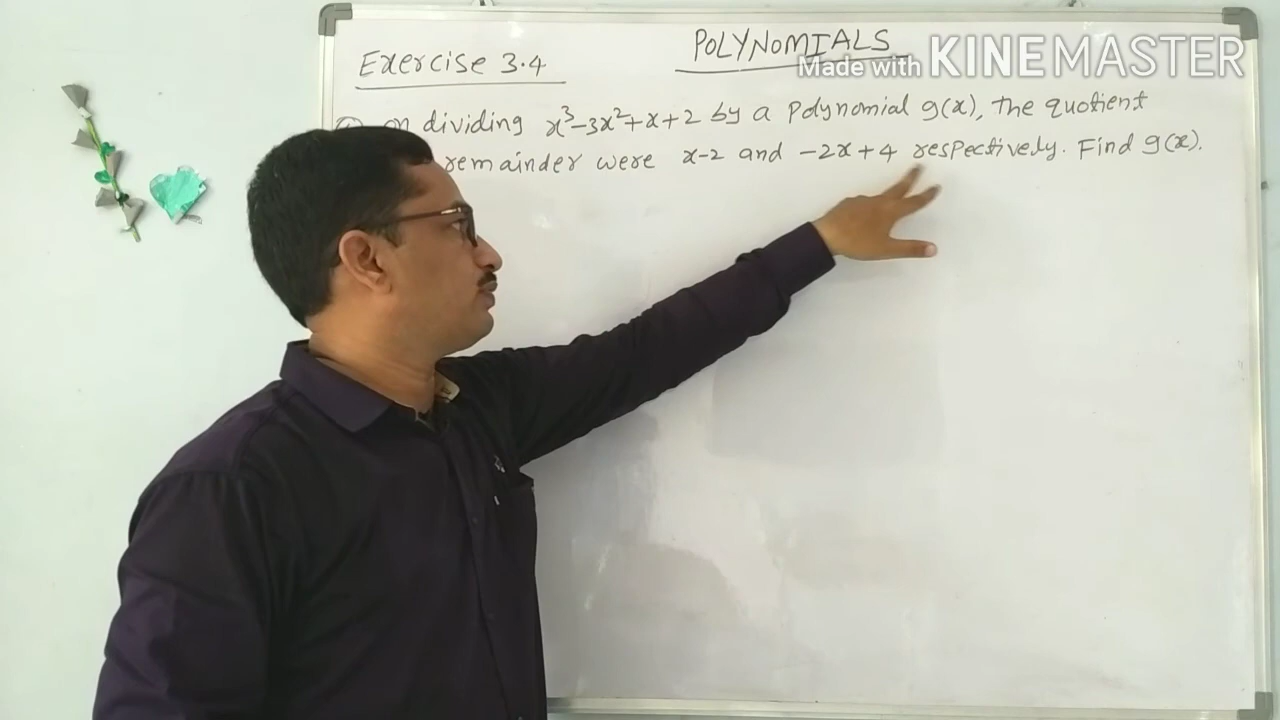 POLYNOMIALS
Made with KINEMASTER
Exercise 3.4
on dividing x³-3x²+x+2 by a polynomial g(x), the quotient
remainder were x-2 and -2x+4 respectively. Find g(x).